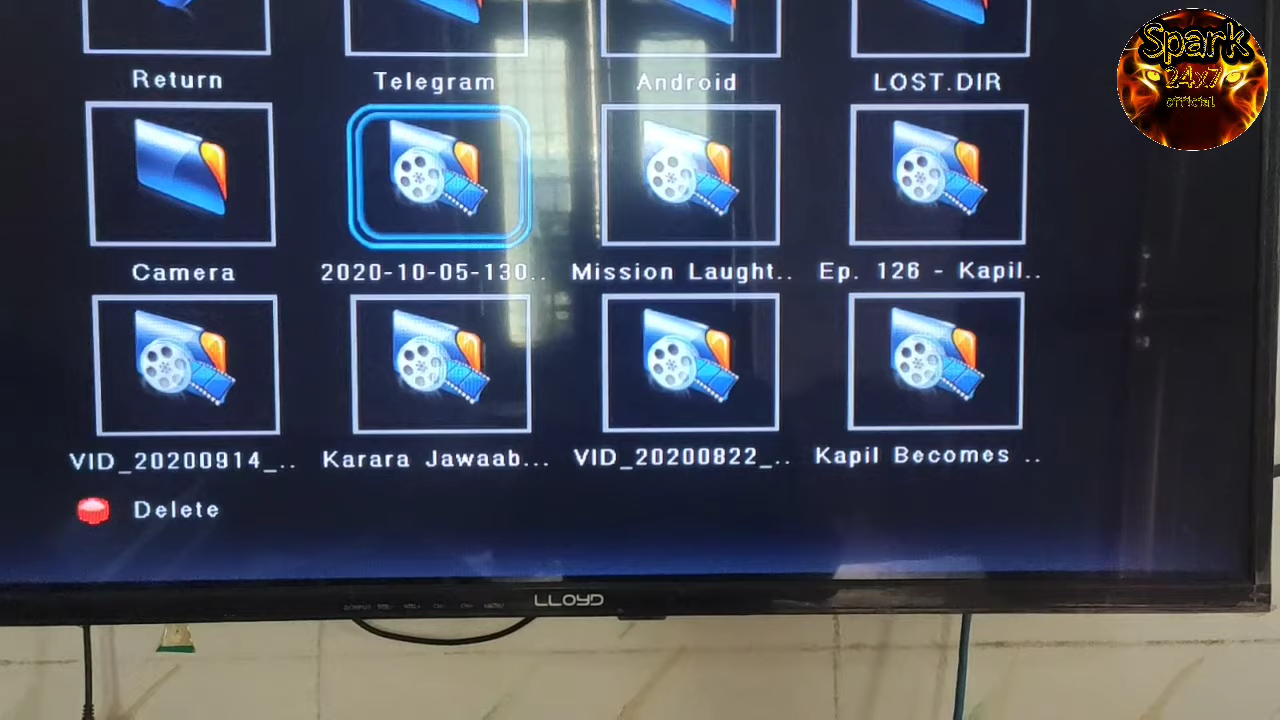 Spark
24x7
official
Return
Telegram
Android
LOST.DIR
Camera
2020-10-05-130..
Mission Laught..
Ep. 126 - Kapil..
VID_20200914_..
Karara Jawaab...
VID_20200822_..
Kapil Becomes ..
Delete
LLOYD